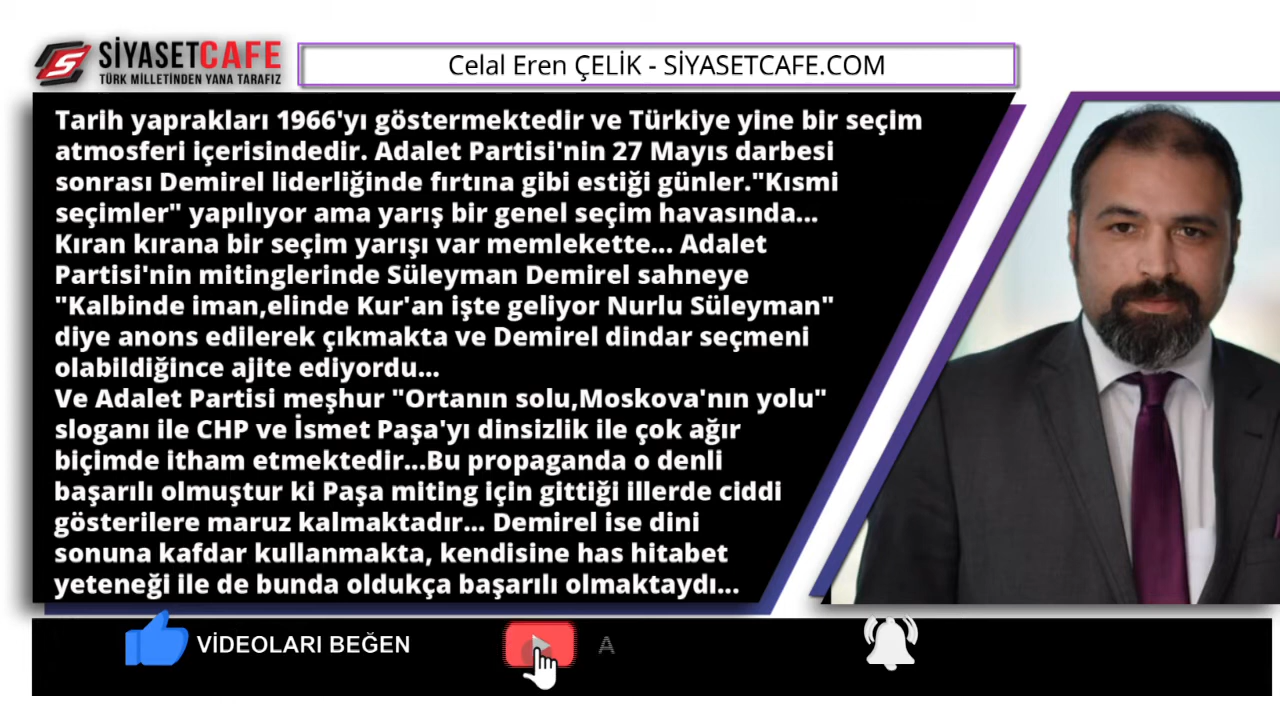 SİYASETCAFE
TÜRK MİLLETİNDEN YANA TARAFIZ
Celal Eren ÇELİK - SİYASETCAFE.COM
Tarih yaprakları 1966'yı göstermektedir ve Türkiye yine bir seçim
atmosferi içerisindedir. Adalet Partisi'nin 27 Mayıs darbesi
sonrası Demirel liderliğinde fırtına gibi estiği günler."Kısmi
seçimler" yapılıyor ama yarış bir genel seçim havasında...
Kıran kırana bir seçim yarışı var memlekette... Adalet
Partisi'nin mitinglerinde Süleyman Demirel sahneye
"Kalbinde iman,elinde Kur'an işte geliyor Nurlu Süleyman"
diye anons edilerek çıkmakta ve Demirel dindar seçmeni
olabildiğince ajite ediyordu...
Ve Adalet Partisi meşhur "Ortanın solu,Moskova'nın yolu"
sloganı ile CHP ve İsmet Paşa'yı dinsizlik ile çok ağır
biçimde itham etmektedir...Bu propaganda o denli
başarılı olmuştur ki Paşa miting için gittiği illerde ciddi
gösterilere maruz kalmaktadır... Demirel ise dini
sonuna kafdar kullanmakta, kendisine has hitabet
yeteneği ile de bunda oldukça başarılı olmaktaydı...
VİDEOLARI BEĞEN
A